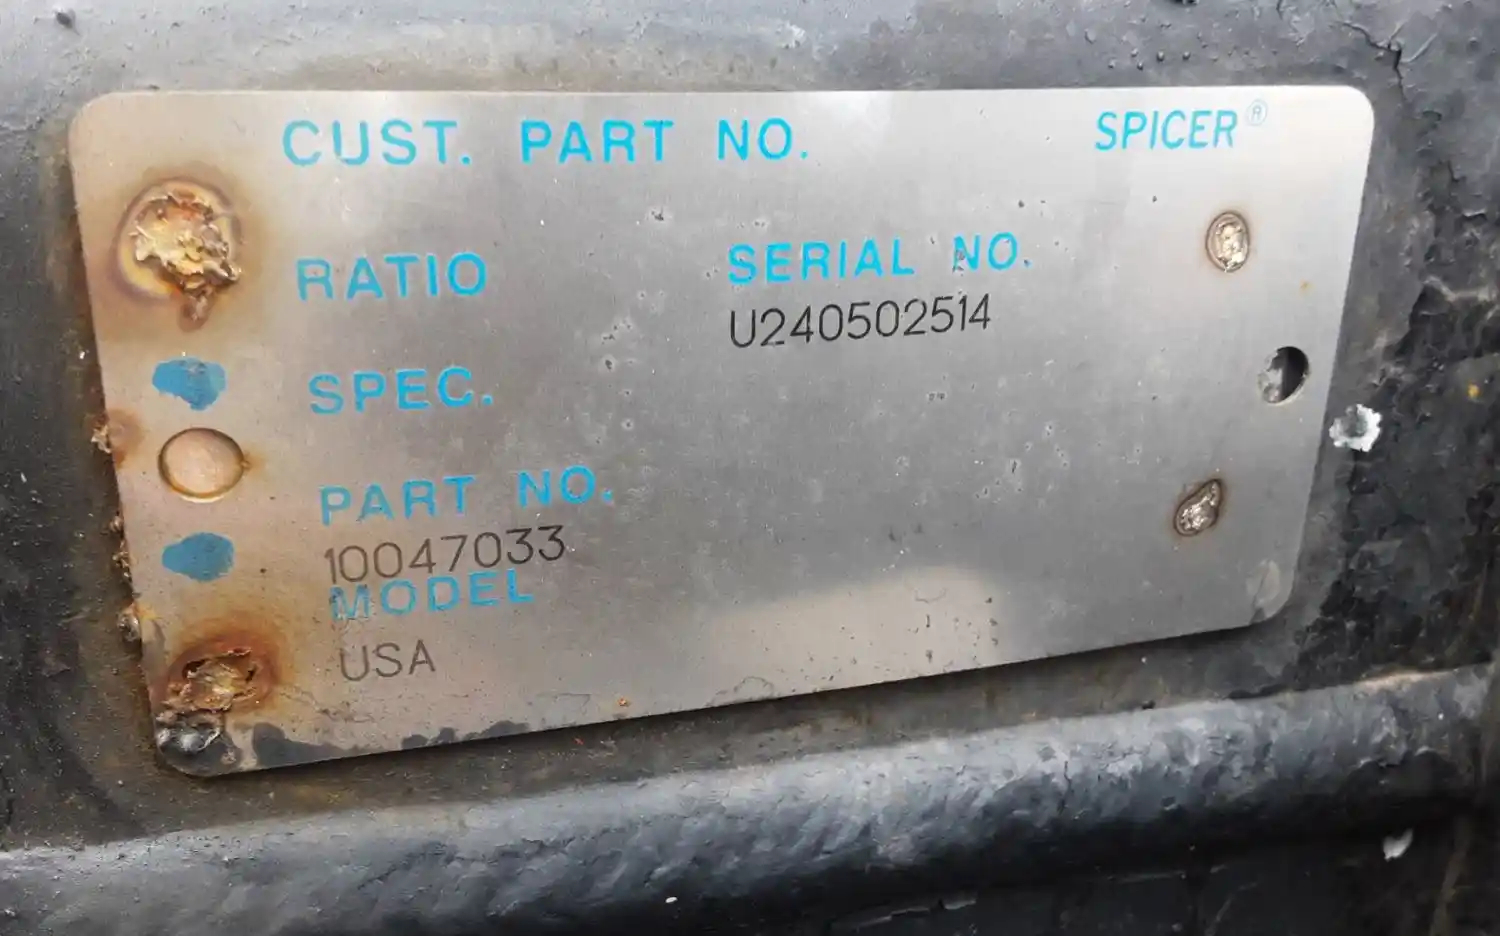 CUST. PART NO.
SPICER®
RATIO
SERIAL NO.
U240502514
SPEC.
PART NO.
10047033
MODEL
USA